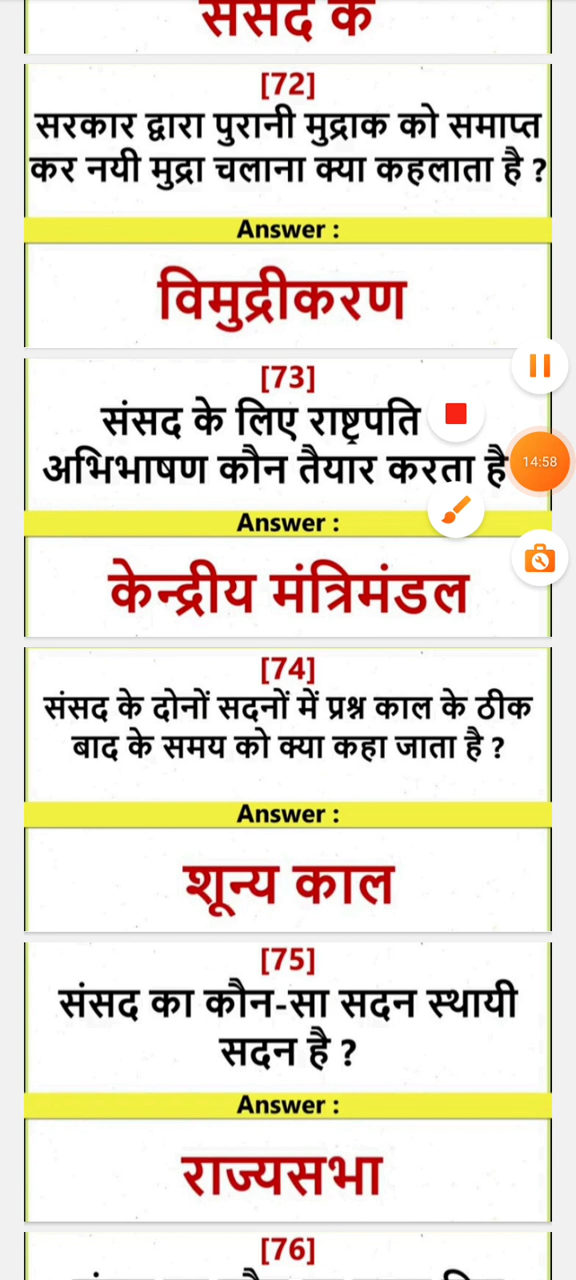 संसद के
[72]
सरकार द्वारा पुरानी मुद्राक को समाप्त
कर नयी मुद्रा चलाना क्या कहलाता है ?
Answer :
विमुद्रीकरण
[73]
संसद के लिए राष्ट्रपति
अभिभाषण कौन तैयार करता है
14:58
Answer :
केन्द्रीय मंत्रिमंडल
[74]
संसद के दोनों सदनों में प्रश्न काल के ठीक
बाद के समय को क्या कहा जाता है ?
Answer :
शून्य काल
[75]
संसद का कौन-सा सदन स्थायी
सदन है ?
Answer :
राज्यसभा
[76]